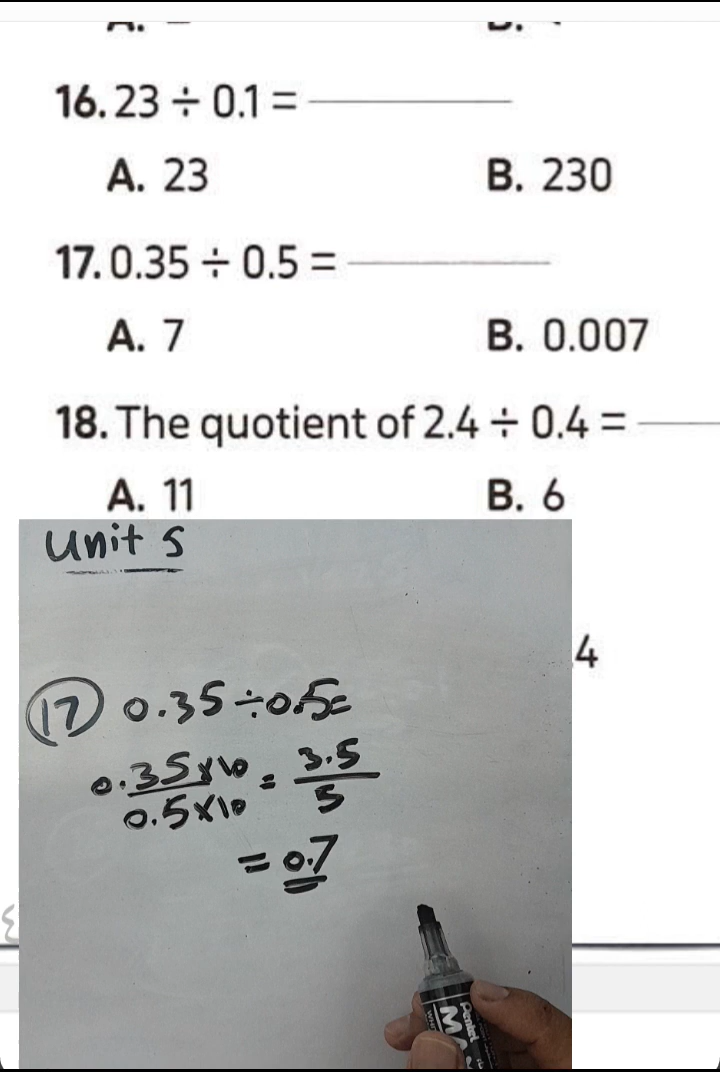 16. 23 ÷ 0.1 =
A. 23 B. 230
17. 0.35 ÷ 0.5 =
A. 7 B. 0.007
18. The quotient of 2.4 ÷ 0.4 =
A. 11 B. 6
Unit 5
4
17 0.35÷0.5=
0.35×10 = 3.5
0.5×10 5
= 0.7
Pentel